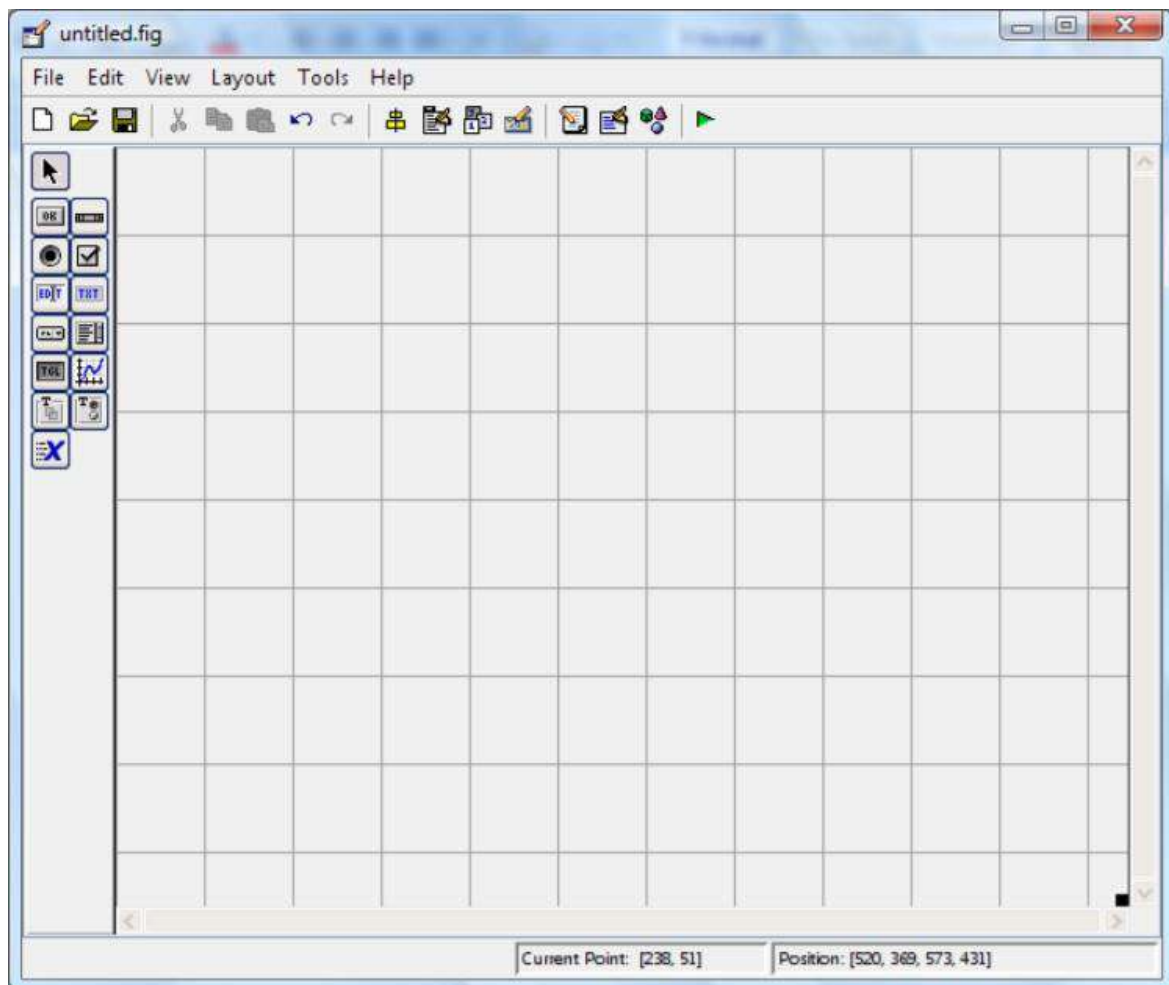 untitled.fig
File Edit View Layout Tools Help
OK
EDIT TXT
TGL
T T
X
Current Point: [238, 51] Position: [520, 369, 573, 431]